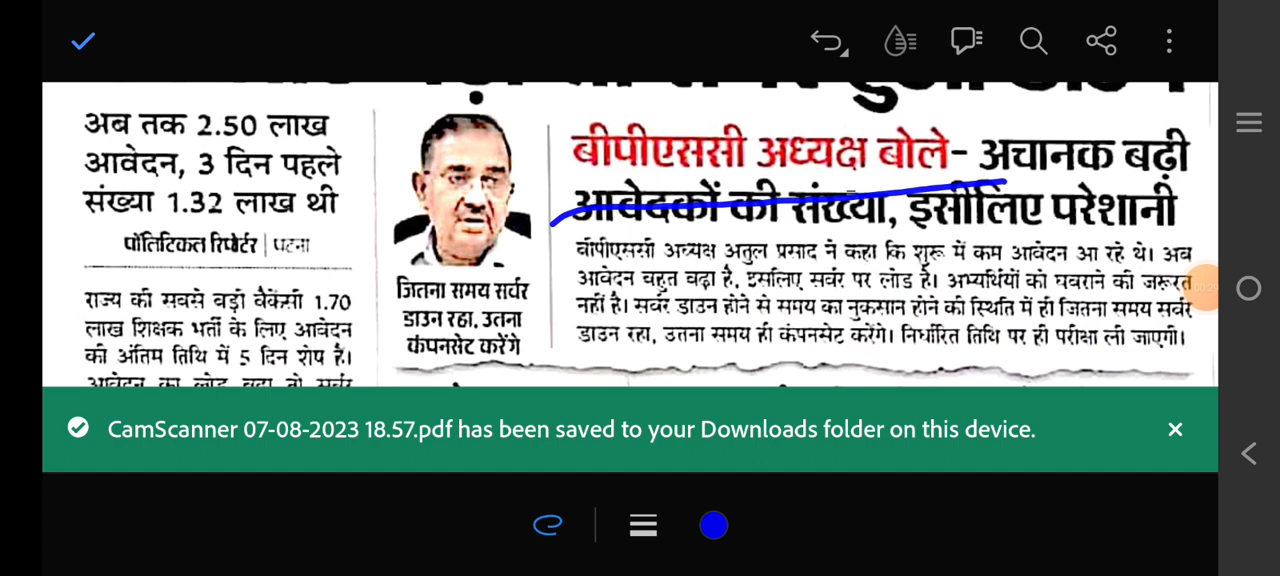 अब तक 2.50 लाख
आवेदन, 3 दिन पहले
संख्या 1.32 लाख थी
पॉलिटिकल रिपोर्टर | पटना
राज्य की सबसे बड़ी वैकेंसी 1.70
लाख शिक्षक भर्ती के लिए आवेदन
की अंतिम तिथि में 5 दिन शेष है।
जितना समय सर्वर
डाउन रहा, उतना
कंपनसेट करेंगे
बीपीएससी अध्यक्ष बोले- अचानक बढ़ी
आवेदकों की संख्या, इसीलिए परेशानी
बीपीएससी अध्यक्ष अतुल प्रसाद ने कहा कि शुरू में कम आवेदन आ रहे थे। अब
आवेदन बहुत बढ़ा है, इसलिए सर्वर पर लोड है। अभ्यर्थियों को घबराने की जरूरत
नहीं है। सर्वर डाउन होने से समय का नुकसान होने की स्थिति में ही जितना समय सर्वर
डाउन रहा, उतना समय ही कंपनसेट करेंगे। निर्धारित तिथि पर ही परीक्षा ली जाएगी।
00:29
CamScanner 07-08-2023 18.57.pdf has been saved to your Downloads folder on this device.